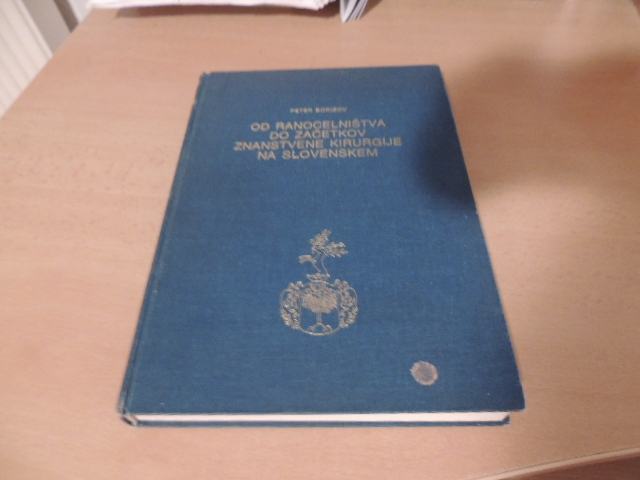 PETER BORISOV
OD RANOCELNIŠTVA
DO ZAČETKOV
ZNANSTVENE KIRURGIJE
NA SLOVENSKEM